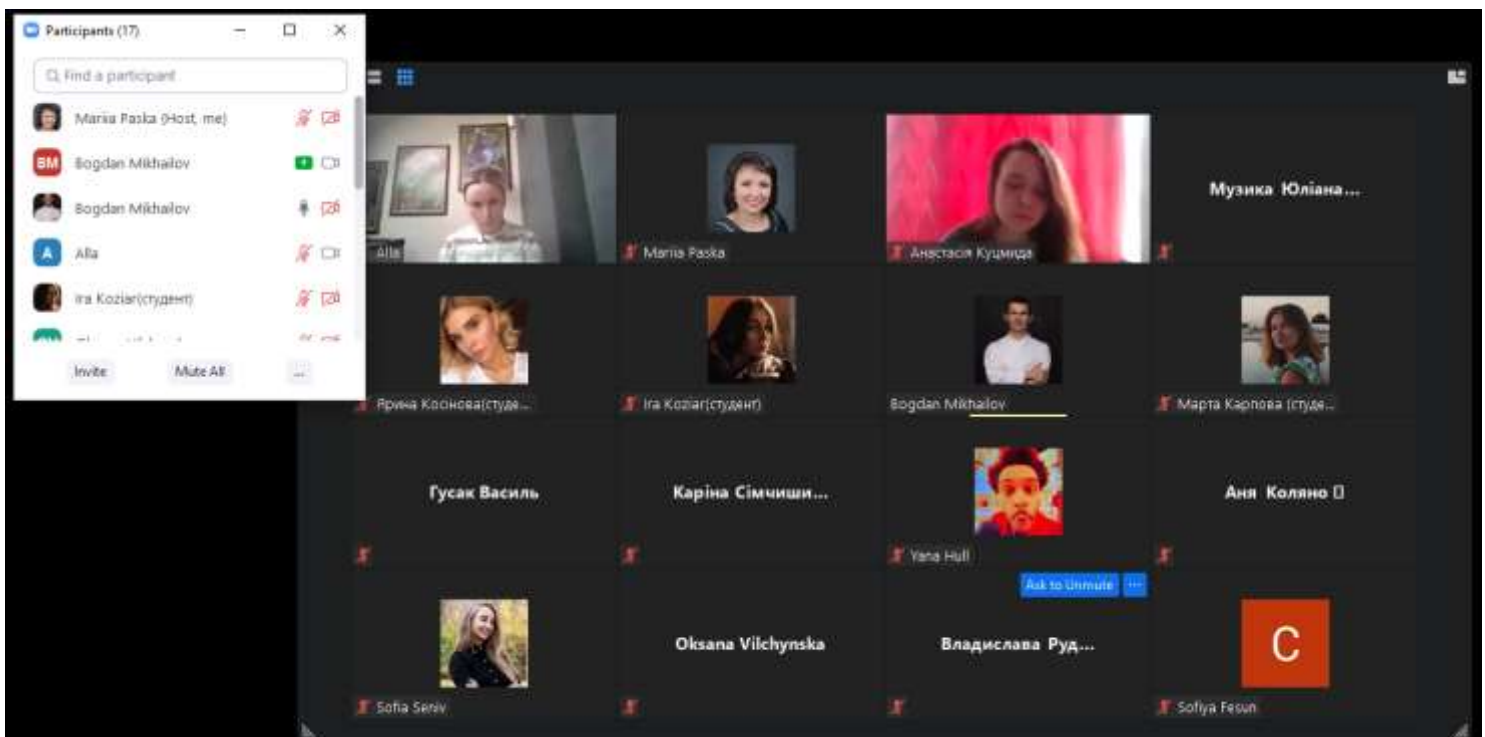 Participants (17)
Find a participant
Mariia Paska (Host, me)
BM
Bogdan Mikhailov
Bogdan Mikhailov
A
Alla
Ira Koziar(студент)
Invite
Mute All
...
Alla
Mariia Paska
Анастасія Куцмида
Музика Юліана...
Ярина Косінова(студе...
Ira Koziar(студент)
Bogdan Mikhailov
Марта Карпова (студе...
Гусак Василь
Каріна Сімчиши...
Yana Hull
Аня Коляно
Ask to Unmute
...
Sofia Seniv
Oksana Vilchynska
Владислава Руд...
C
Sofiya Fesun